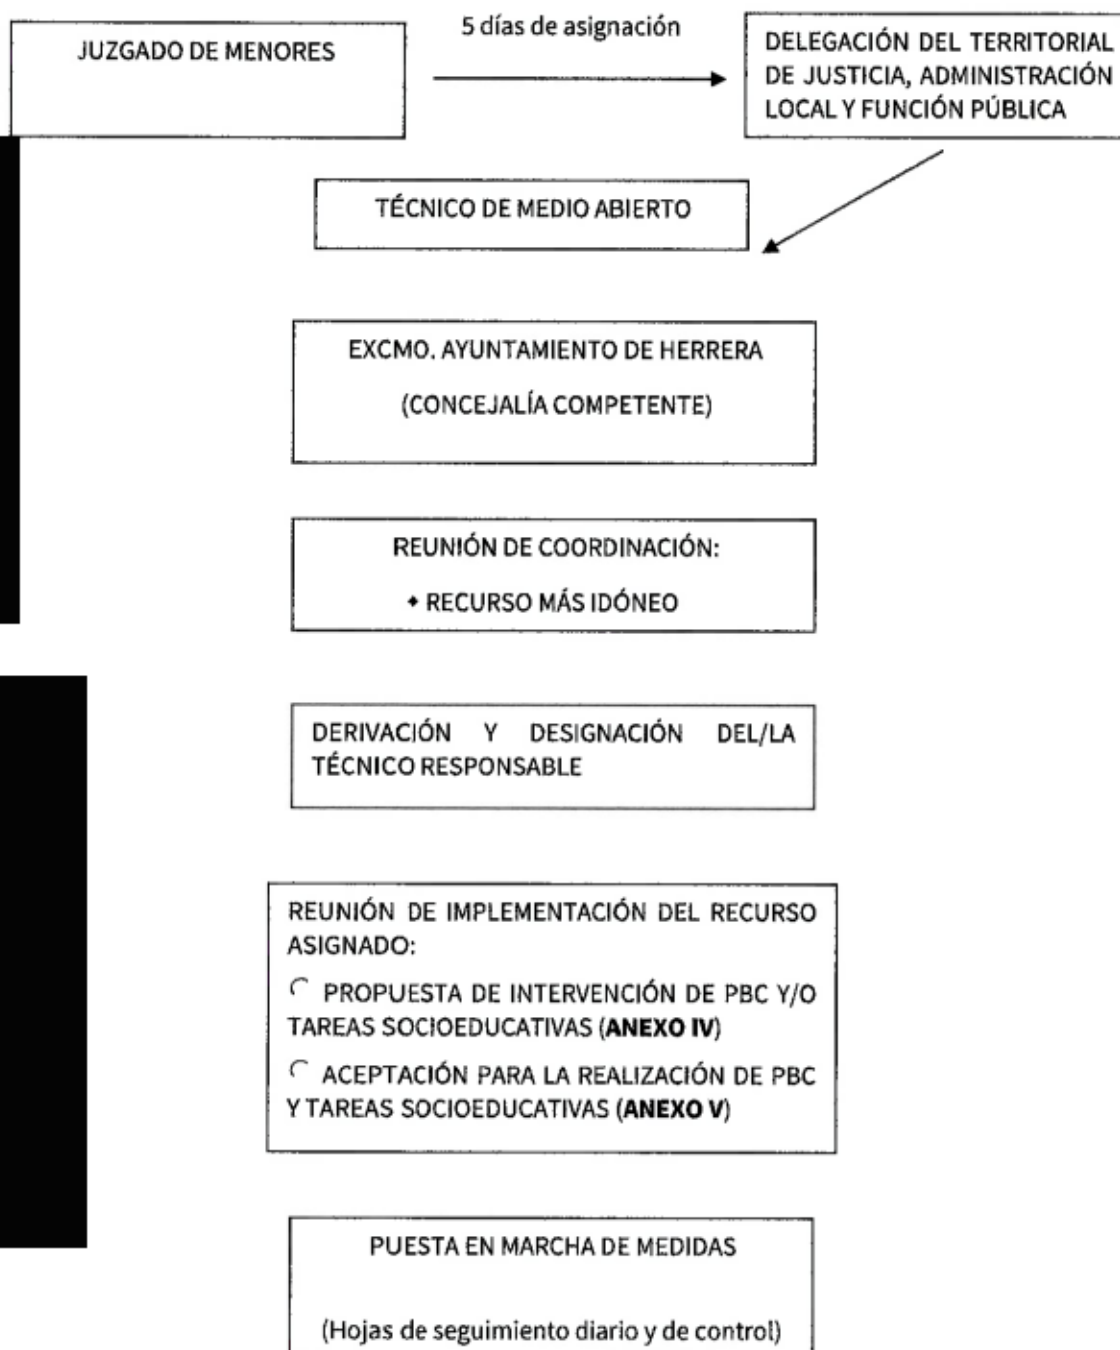 JUZGADO DE MENORES
5 días de asignación
DELEGACIÓN DEL TERRITORIAL
DE JUSTICIA, ADMINISTRACIÓN
LOCAL Y FUNCIÓN PÚBLICA
TÉCNICO DE MEDIO ABIERTO
EXCMO. AYUNTAMIENTO DE HERRERA
(CONCEJALÍA COMPETENTE)
REUNIÓN DE COORDINACIÓN:
• RECURSO MÁS IDÓNEO
DERIVACIÓN Y DESIGNACIÓN DEL/LA
TÉCNICO RESPONSABLE
REUNIÓN DE IMPLEMENTACIÓN DEL RECURSO
ASIGNADO:
PROPUESTA DE INTERVENCIÓN DE PBC Y/O
TAREAS SOCIOEDUCATIVAS (ANEXO IV)
ACEPTACIÓN PARA LA REALIZACIÓN DE PBC
Y TAREAS SOCIOEDUCATIVAS (ANEXO V)
PUESTA EN MARCHA DE MEDIDAS
(Hojas de seguimiento diario y de control)